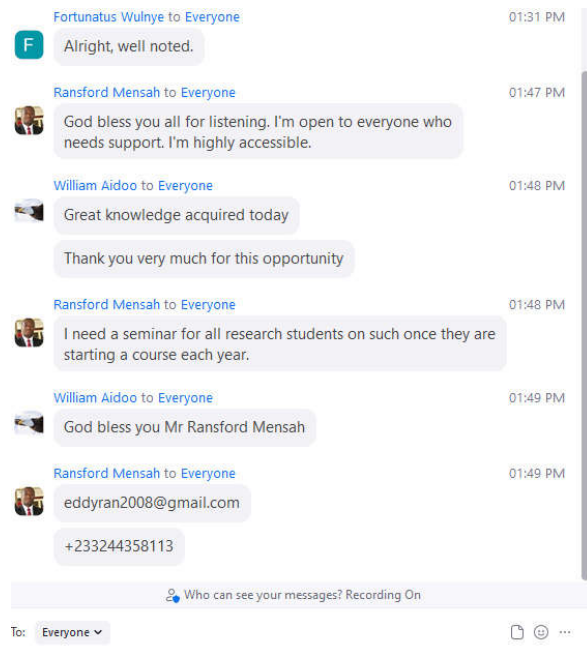 Fortunatus Wulnye to Everyone 01:31 PM
F
Alright, well noted.
Ransford Mensah to Everyone 01:47 PM
God bless you all for listening. I'm open to everyone who
needs support. I'm highly accessible.
William Aidoo to Everyone 01:48 PM
Great knowledge acquired today
Thank you very much for this opportunity
Ransford Mensah to Everyone 01:48 PM
I need a seminar for all research students on such once they are
starting a course each year.
William Aidoo to Everyone 01:49 PM
God bless you Mr Ransford Mensah
Ransford Mensah to Everyone 01:49 PM
eddyran2008@gmail.com
+233244358113
Who can see your messages? Recording On
To: Everyone